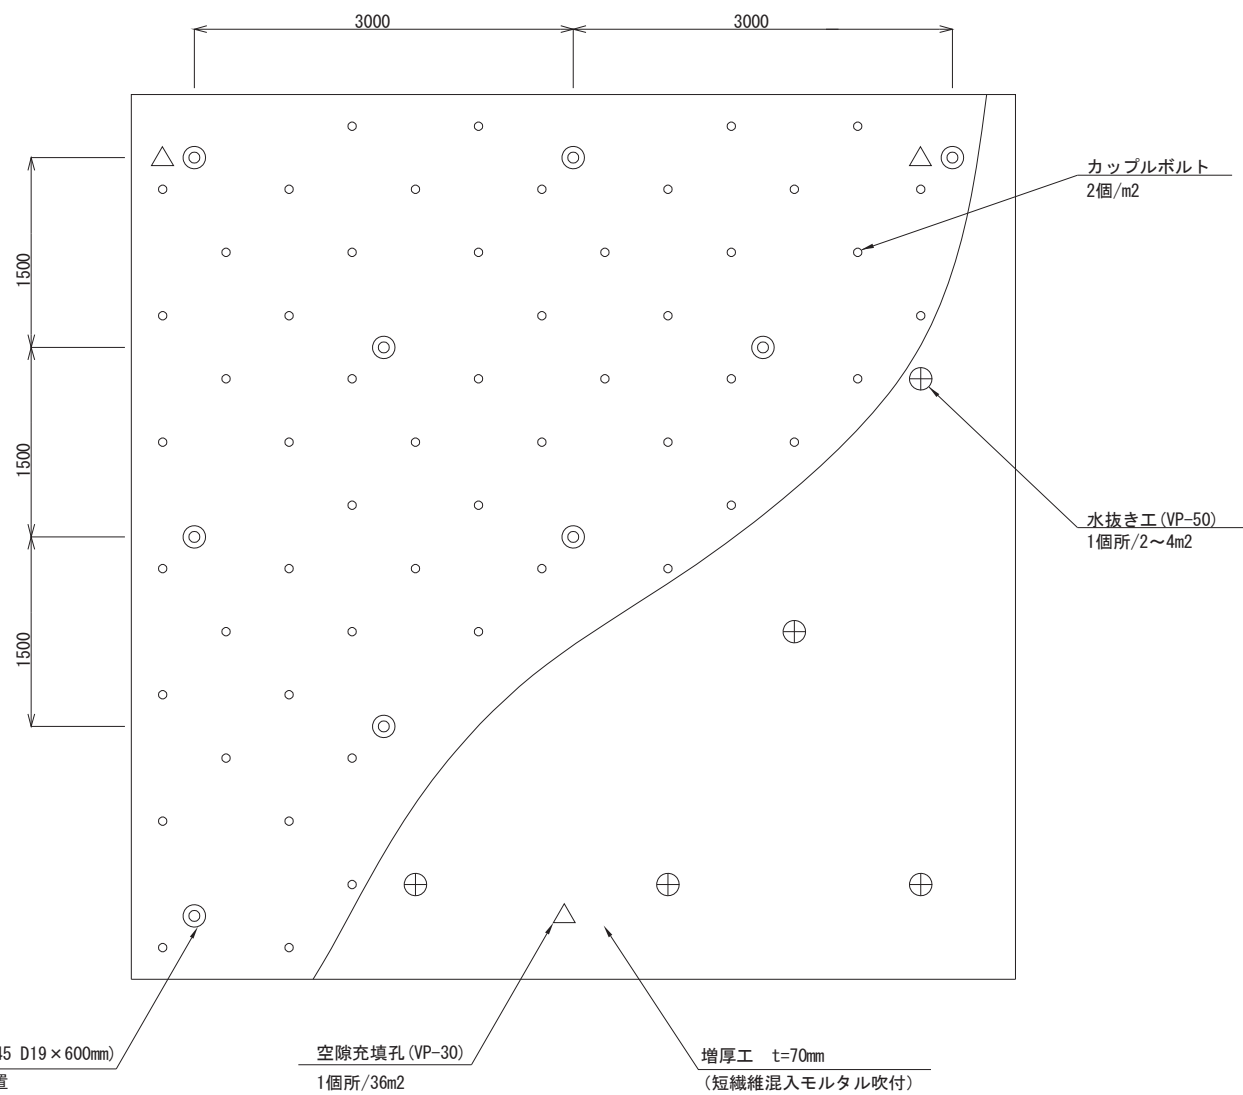 3000
3000
1500
1500
1500
カップルボルト
2個/m2
水抜き工(VP-50)
1個所/2～4m2
45 D19×600mm)
置
空隙充填孔(VP-30)
1個所/36m2
増厚工 t=70mm
(短繊維混入モルタル吹付)